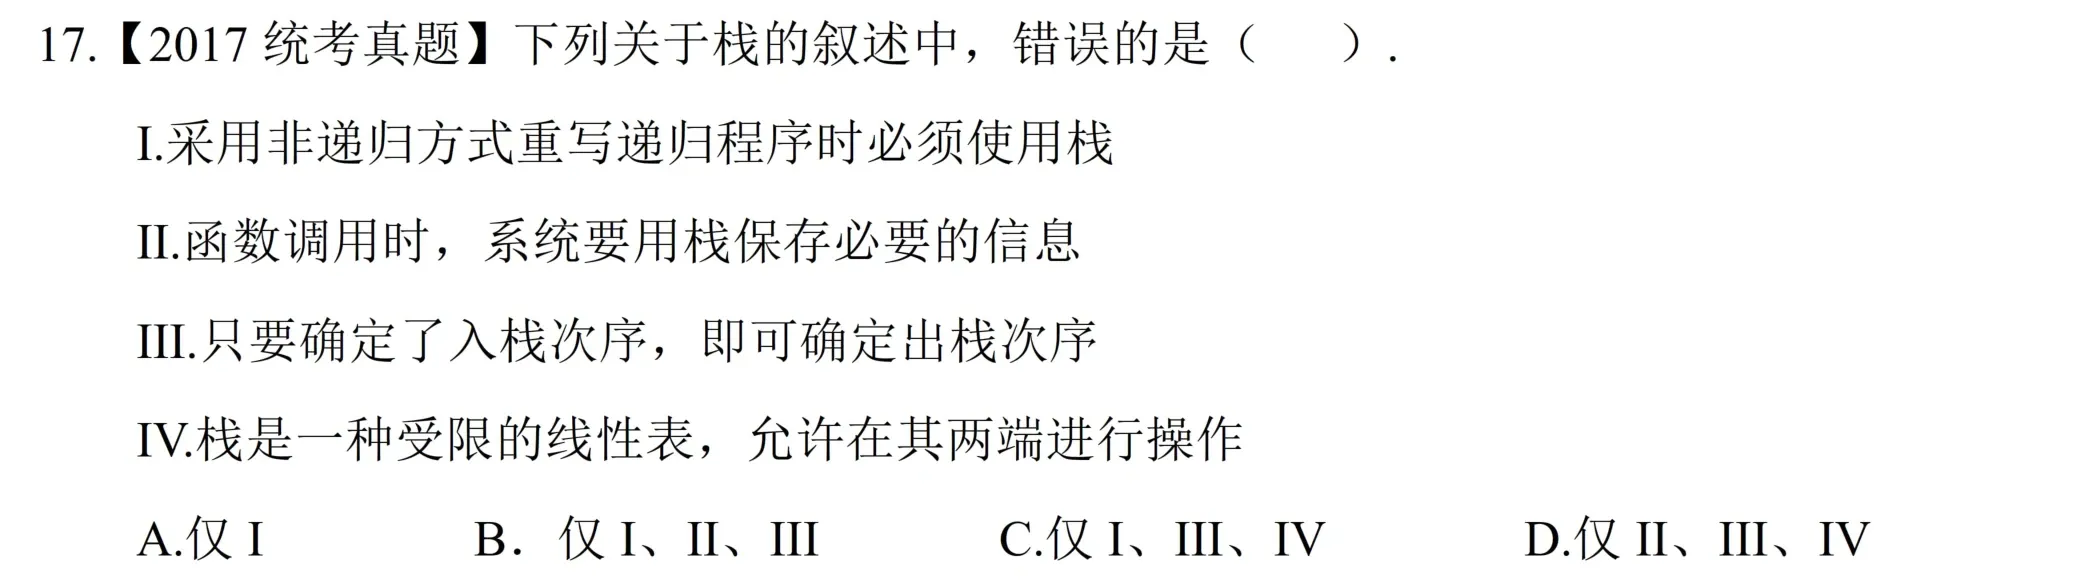 17.【2017 统考真题】下列关于栈的叙述中，错误的是（　　）.
I.采用非递归方式重写递归程序时必须使用栈
II.函数调用时，系统要用栈保存必要的信息
III.只要确定了入栈次序，即可确定出栈次序
IV.栈是一种受限的线性表，允许在其两端进行操作
A.仅 I　　B．仅 I、II、III　　C.仅 I、III、IV　　D.仅 II、III、IV